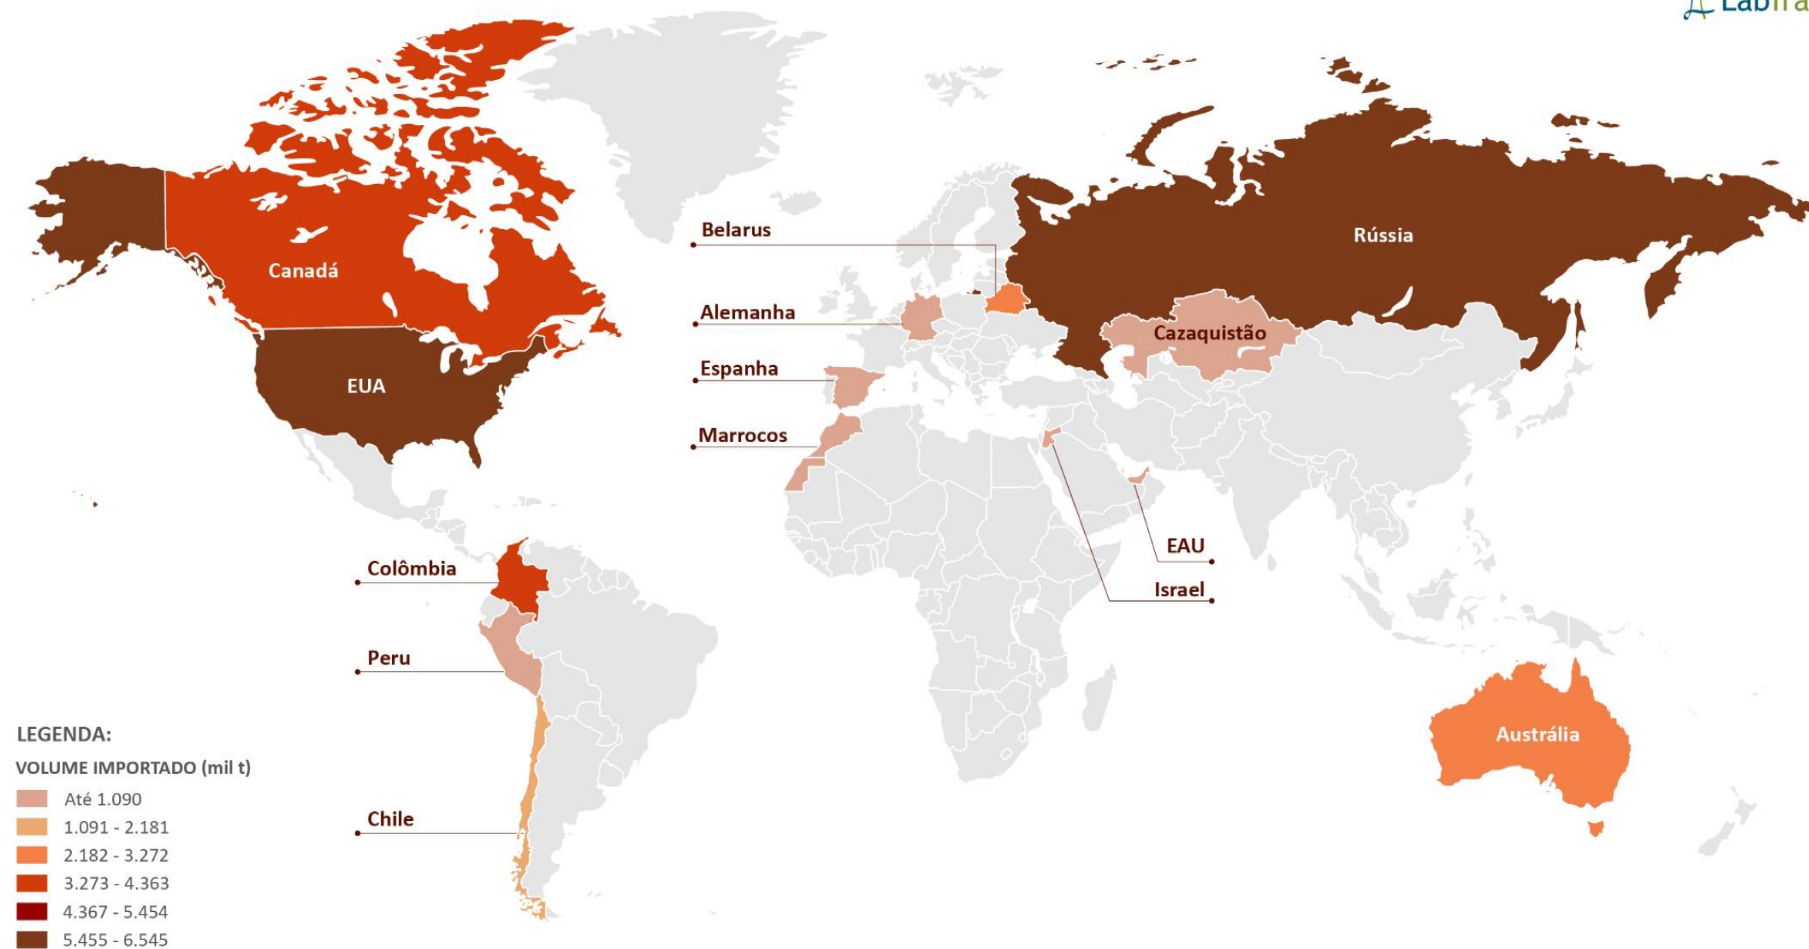 Canadá
EUA
Belarus
Alemanha
Espanha
Marrocos
Rússia
Cazaquistão
EAU
Israel
Colômbia
Peru
Chile
Austrália
LEGENDA:
VOLUME IMPORTADO (mil t)
Até 1.090
1.091 - 2.181
2.182 - 3.272
3.273 - 4.363
4.367 - 5.454
5.455 - 6.545